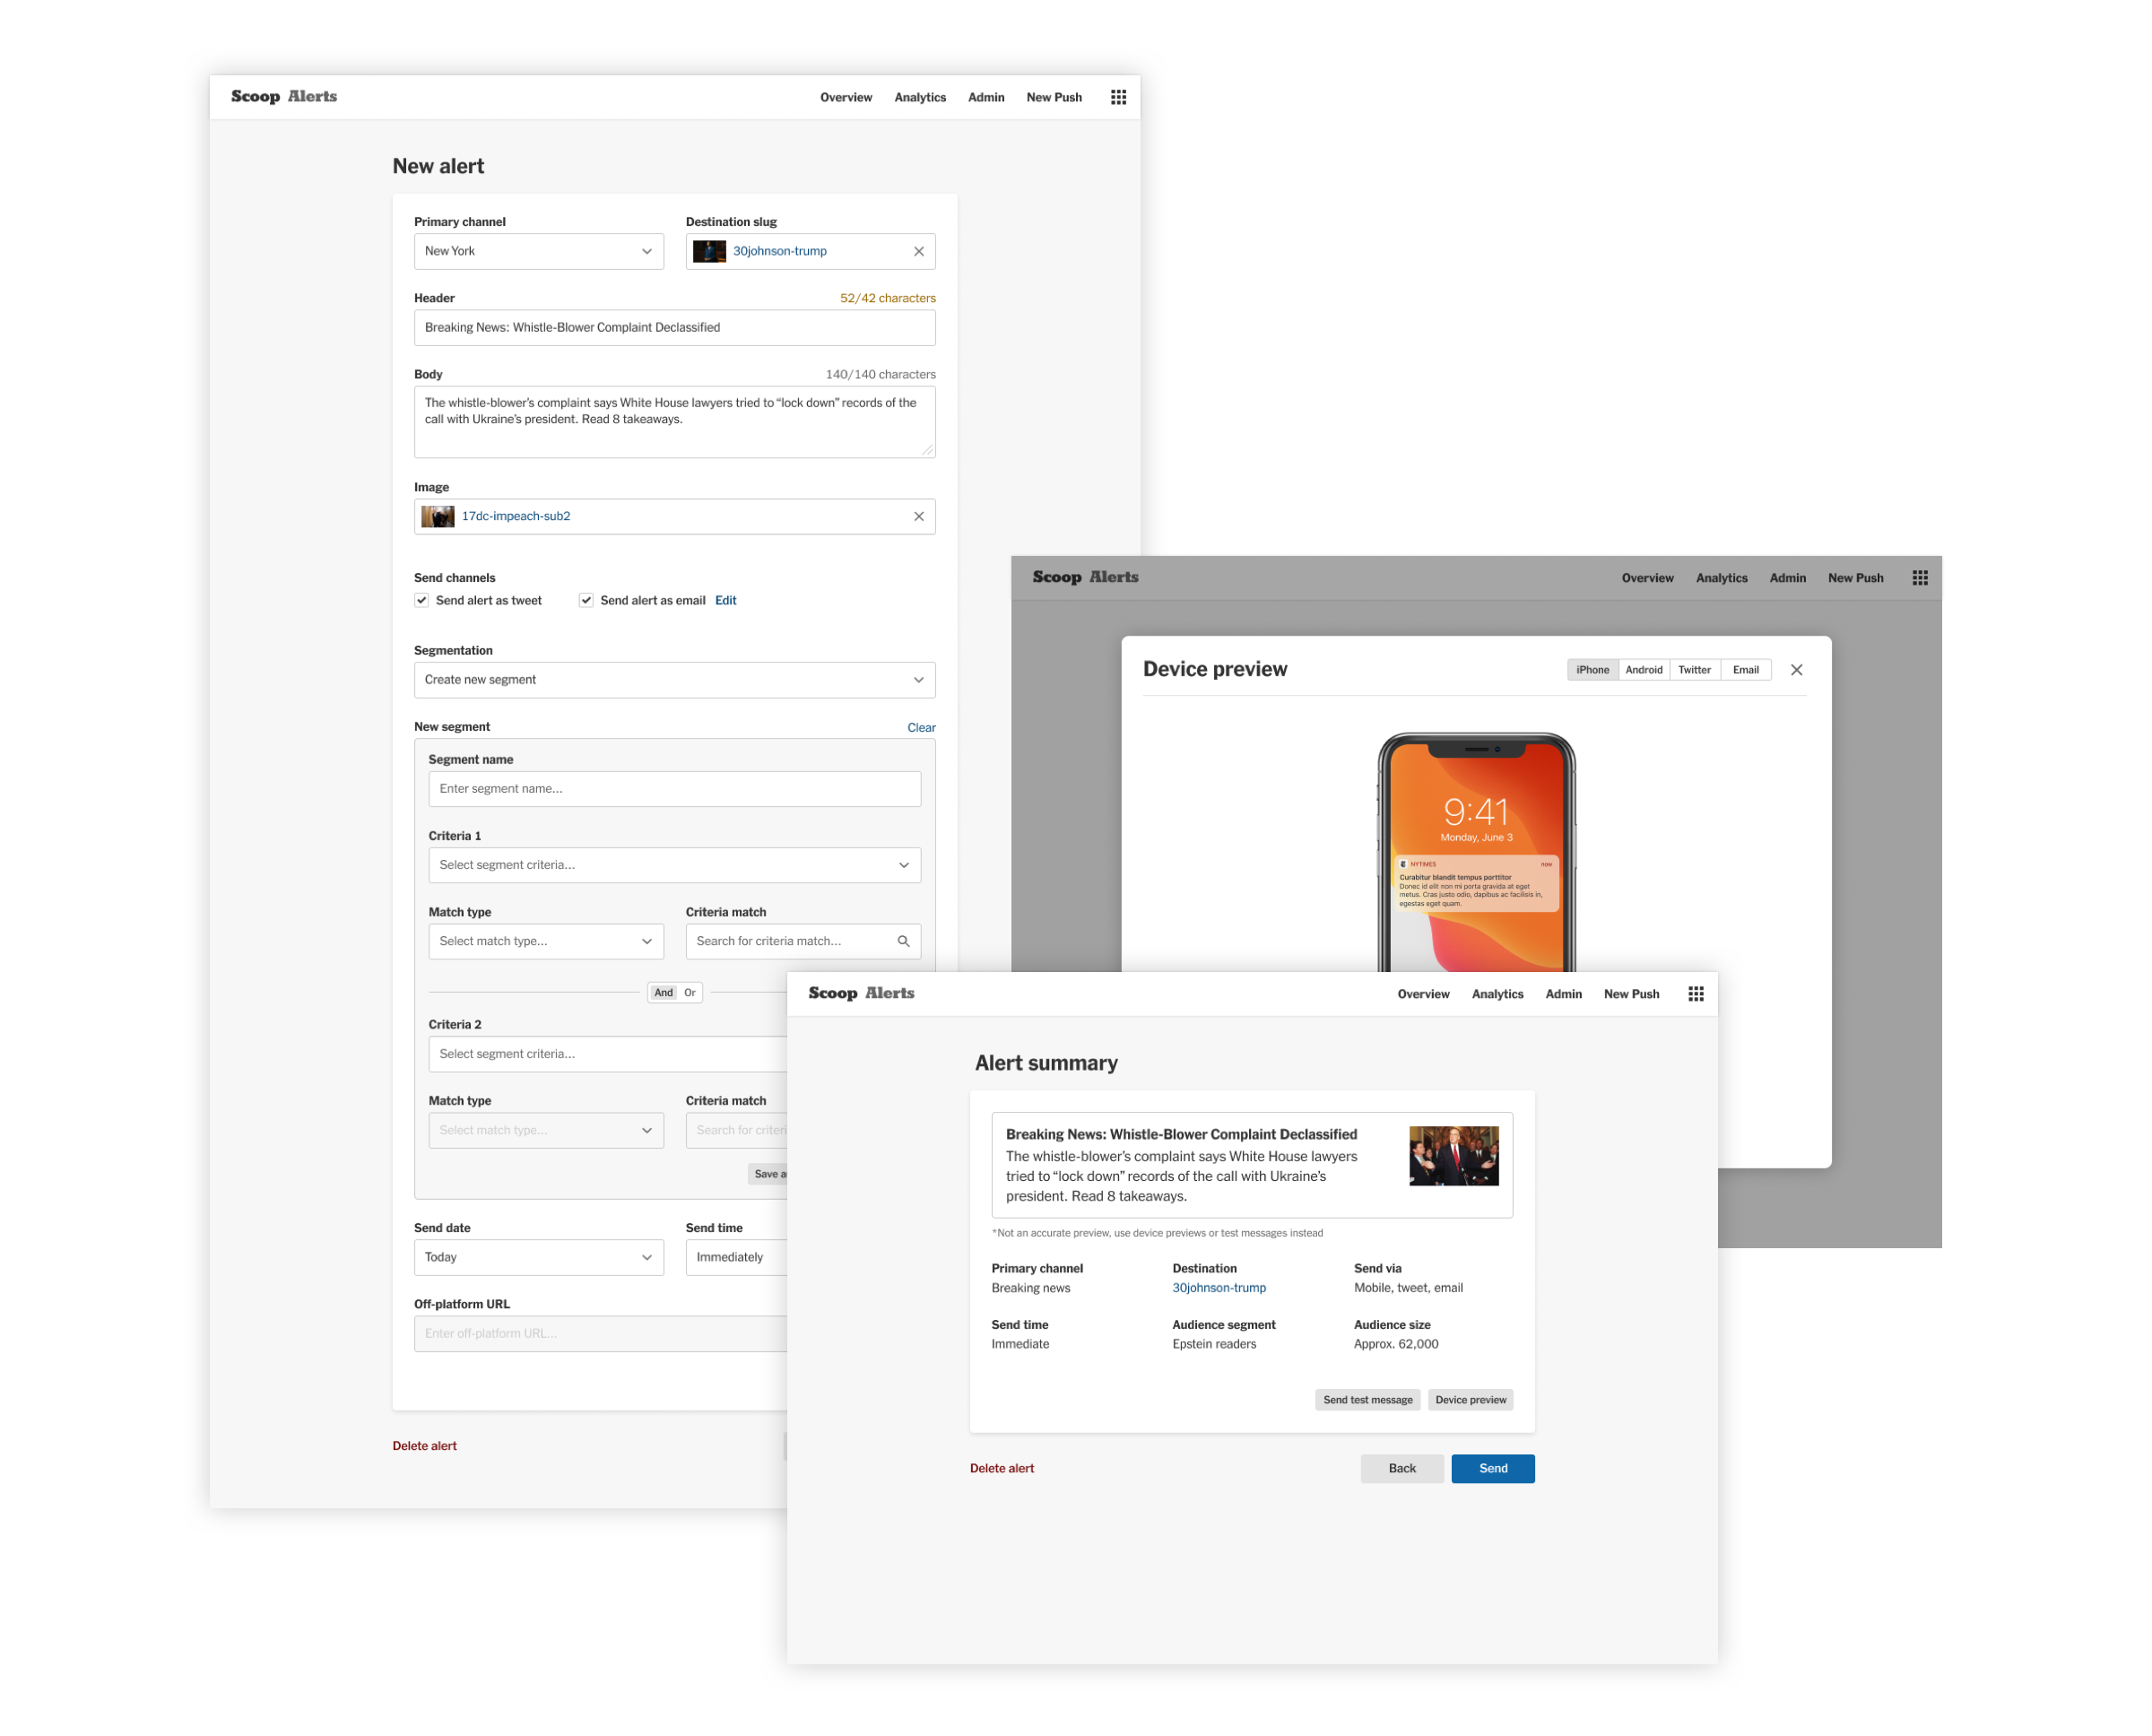 Scoop Alerts
Overview Analytics Admin New Push
New alert
Primary channel
New York
Destination slug
30johnson-trump
Header
52/42 characters
Breaking News: Whistle-Blower Complaint Declassified
Body
140/140 characters
The whistle-blower's complaint says White House lawyers tried to “lock down” records of the
call with Ukraine's president. Read 8 takeaways.
Image
17dc-impeach-sub2
Send channels
Send alert as tweet
Send alert as email Edit
Segmentation
Create new segment
New segment
Clear
Segment name
Enter segment name...
Criteria 1
Select segment criteria...
Match type
Select match type...
Criteria match
Search for criteria match...
And Or
Criteria 2
Select segment criteria...
Match type
Select match type...
Criteria match
Search for
Save
Send date
Today
Send time
Immediately
Off-platform URL
Enter off-platform URL...
Delete alert
Scoop Alerts
Overview Analytics Admin New Push
Device preview
iPhone Android Twitter Email
9:41
Monday, June 3
NYTIMES
now
Curabitur blandit tempus porttitor
Donec id elit non mi porta gravida at eget
metus. Cras justo odio, dapibus ac facilisis in,
egestas eget quam.
Scoop Alerts
Overview Analytics Admin New Push
Alert summary
Breaking News: Whistle-Blower Complaint Declassified
The whistle-blower's complaint says White House lawyers
tried to “lock down” records of the call with Ukraine's
president. Read 8 takeaways.
*Not an accurate preview, use device previews or test messages instead
Primary channel
Breaking news
Destination
30johnson-trump
Send via
Mobile, tweet, email
Send time
Immediate
Audience segment
Epstein readers
Audience size
Approx. 62,000
Send test message
Device preview
Delete alert
Back
Send